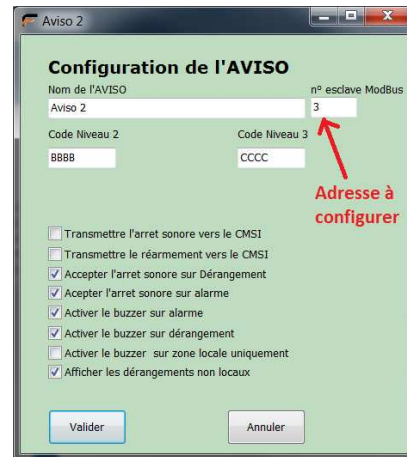 Aviso 2
Configuration de l'AVISO
Nom de l'AVISO n° esclave ModBus
Aviso 2 3
Code Niveau 2 Code Niveau 3
BBBB CCCC
Adresse à
configurer
Transmettre l'arret sonore vers le CMSI
Transmettre le réarmement vers le CMSI
Accepter l'arret sonore sur Dérangement
Acepter l'arret sonore sur alarme
Activer le buzzer sur alarme
Activer le buzzer sur dérangement
Activer le buzzer sur zone locale uniquement
Afficher les dérangements non locaux
Valider Annuler